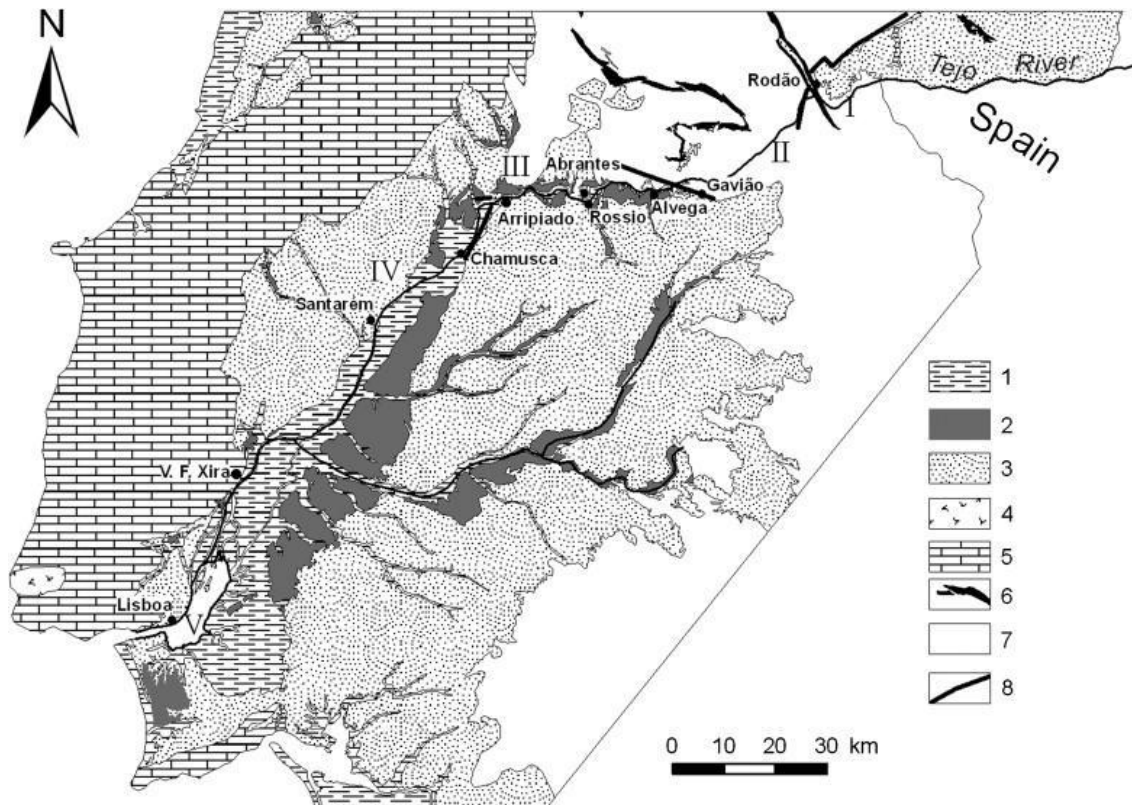 N
Rodão
Tejo River
I
Spain
II
III
Abrantes
Gavião
Arripiado
Rossio
Alvega
IV
Chamusca
Santarém
V. F. Xira
Lisboa
V
1
2
3
4
5
6
7
8
0 10 20 30 km